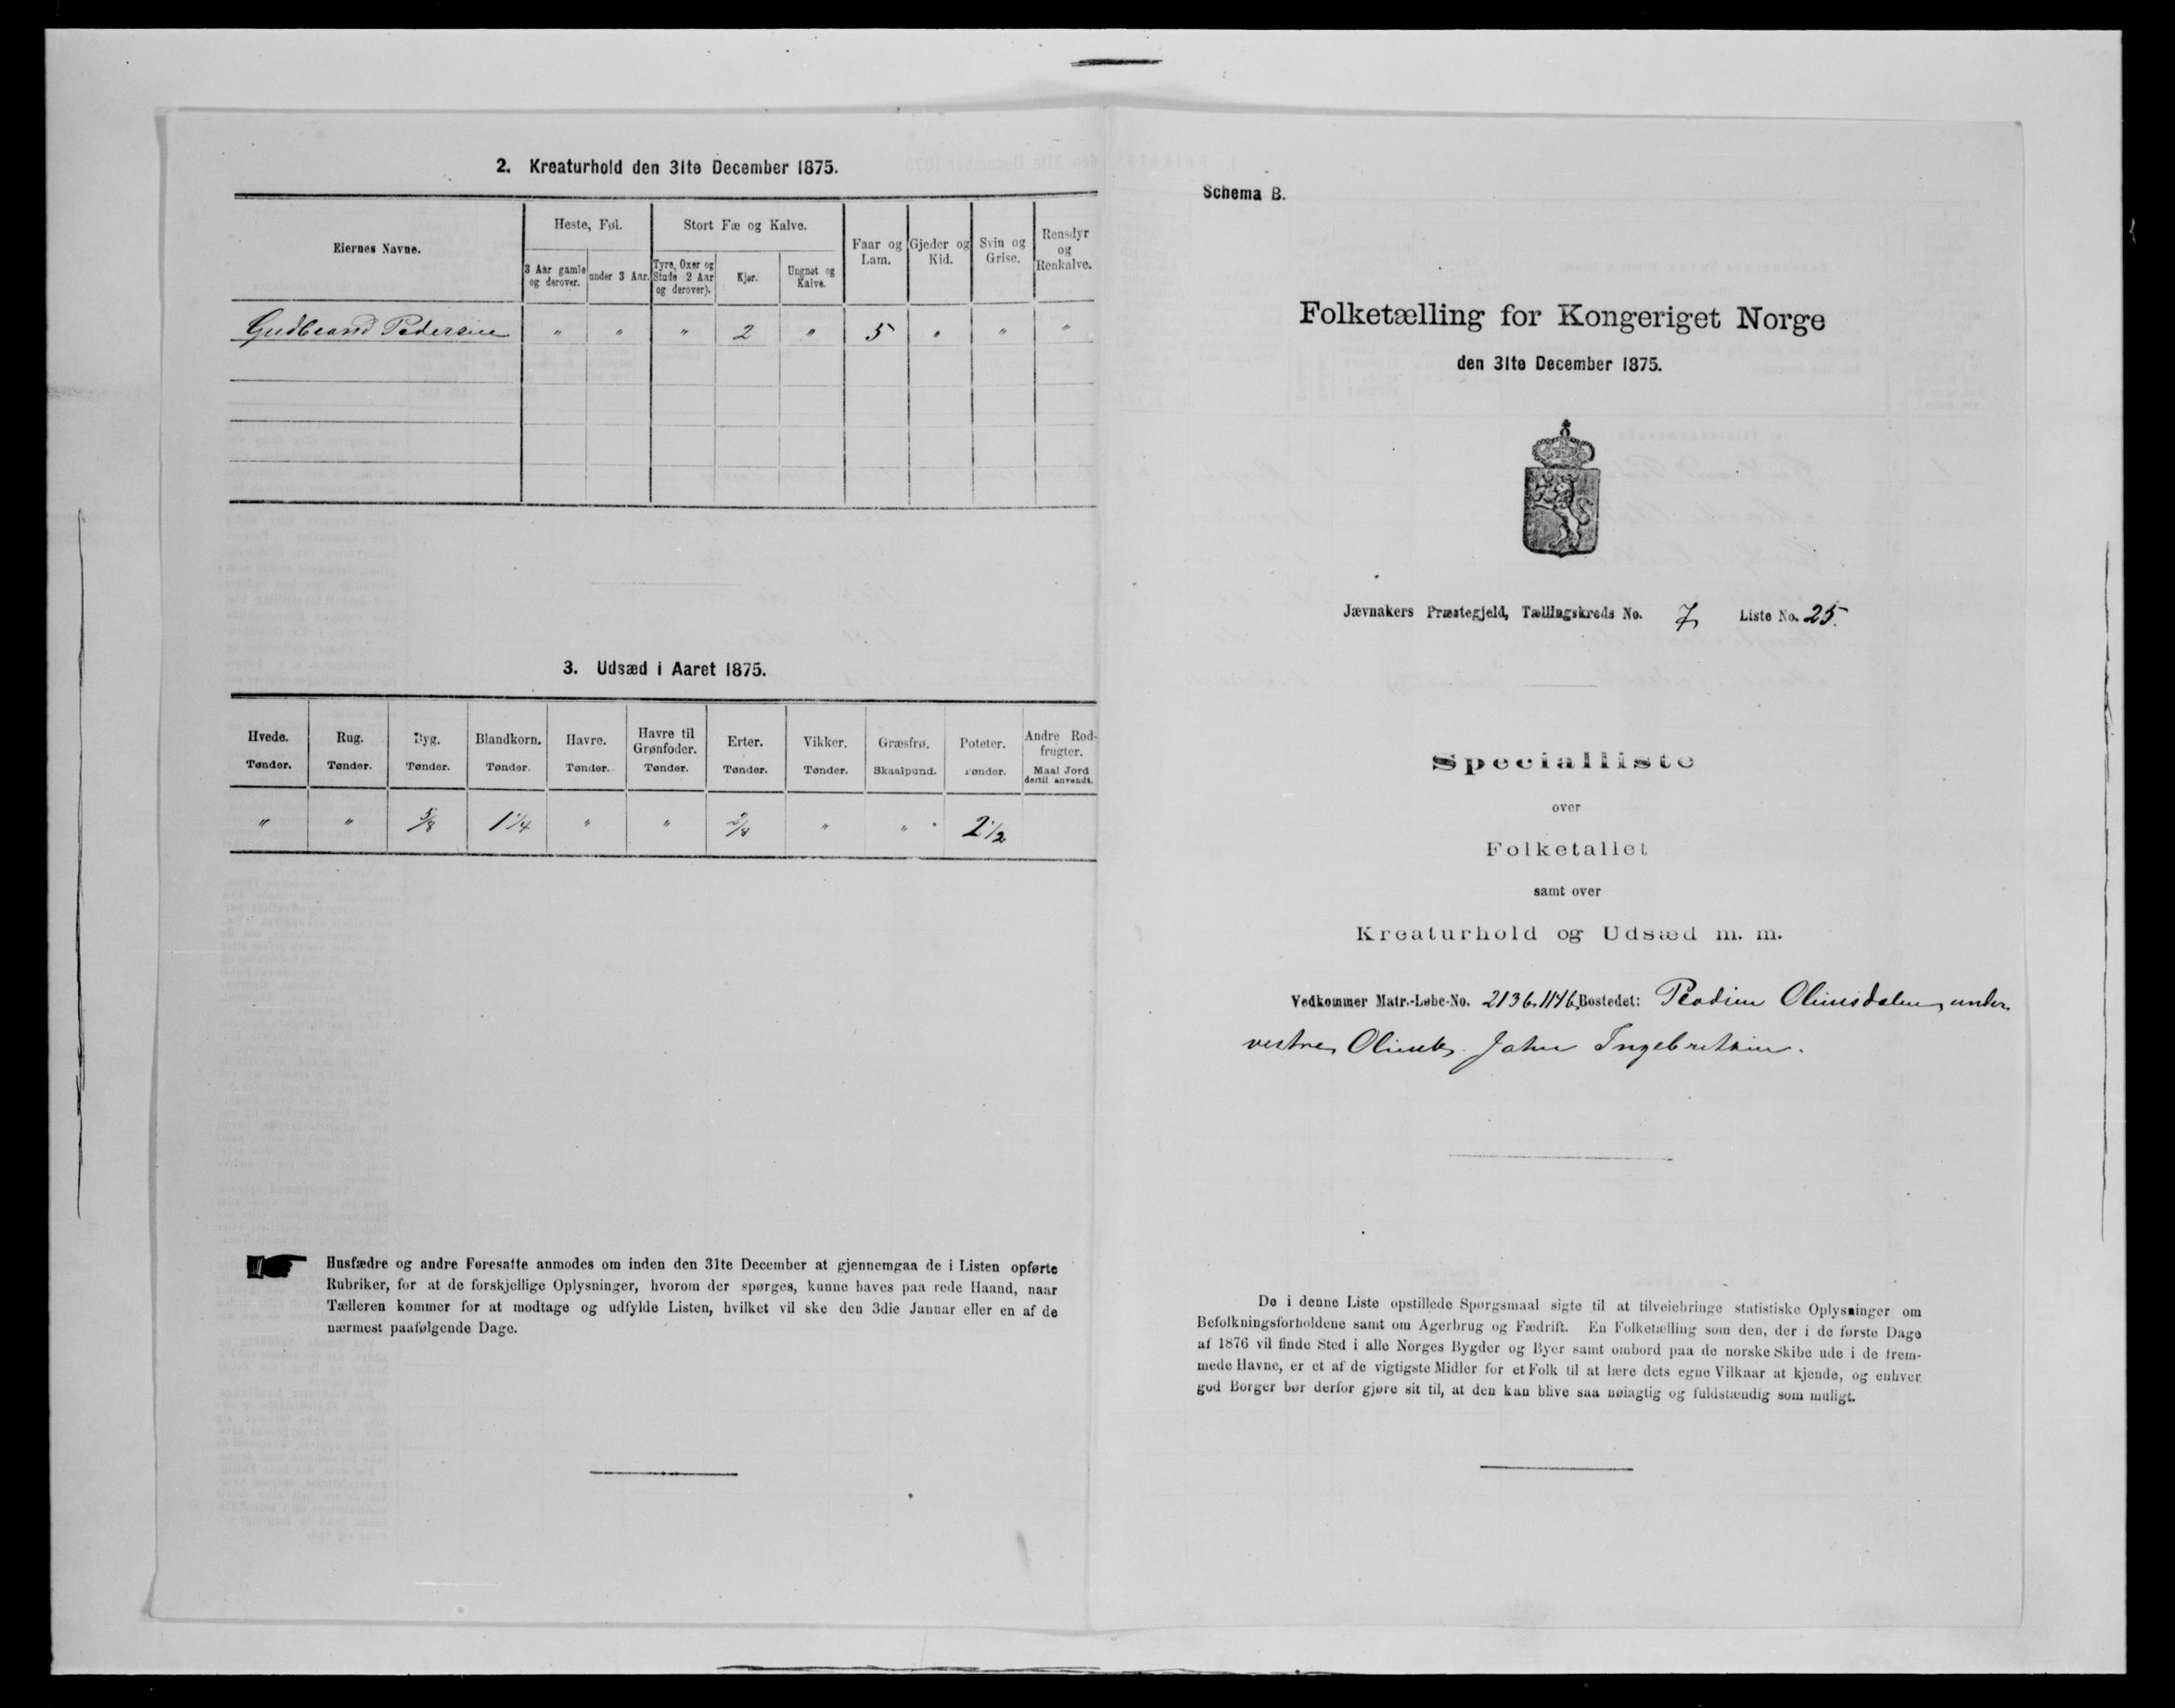 2. Kreaturhold den 31te December 1875.
Eiernes Navne.
Heste, Føl.
Stort Fæ og Kalve.
Faar og Lam.
Gjeder og Kid.
Svin og Grise.
Rensdyr og Renkalve.
3 Aar gamle og derover.
under 3 Aar.
Tyre, Oxer og Stude (2 Aar og derover).
Kjør.
Ungnøt og Kalve.
Gudbrand Pedersen " " " 2 " 5 " " "
3. Udsæd i Aaret 1875.
Hvede. Rug. Byg. Blandkorn. Havre. Havre til Grønfoder. Erter. Vikker. Græsfrø. Poteter. Andre Rodfrugter.
Tønder. Tønder. Tønder. Tønder. Tønder. Tønder. Tønder. Tønder. Skaalpund. Tønder. Maal Jord dertil anvendt.
" " 5/8 1 1/4 " " /8 " " 2 1/2
Husfædre og andre Foresatte anmodes om inden den 31te December at gjennemgaa de i Listen opførte
Rubriker, for at de forskjellige Oplysninger, hvorom der spørges, kunne haves paa rede Haand, naar
Tælleren kommer for at modtage og udfylde Listen, hvilket vil ske den 3die Januar eller en af de
nærmest paafølgende Dage.
Schema B.
Folketælling for Kongeriget Norge
den 31te December 1875.
Jævnakers Præstegjeld, Tællingskreds No. 7 Liste No. 25.
Specialliste
over
Folketallet
samt over
Kreaturhold og Udsæd m. m.
Vedkommer Matr.-Løbe-No. 213 b. 114 b. Bostedet: Pladsen Olimsdalen, under
vestre Olimb. John Ingebretsen.
De i denne Liste opstillede Spørgsmaal sigte til at tilveiebringe statistiske Oplysninger om
Befolkningsforholdene samt om Agerbrug og Fædrift. En Folketælling som den, der i de første Dage
af 1876 vil finde Sted i alle Norges Bygder og Byer samt ombord paa de norske Skibe ude i de frem-
mede Havne, er et af de vigtigste Midler for et Folk til at lære dets egne Vilkaar at kjende, og enhver
god Borger bør derfor gjøre sit til, at den kan blive saa nøiagtig og fuldstændig som muligt.